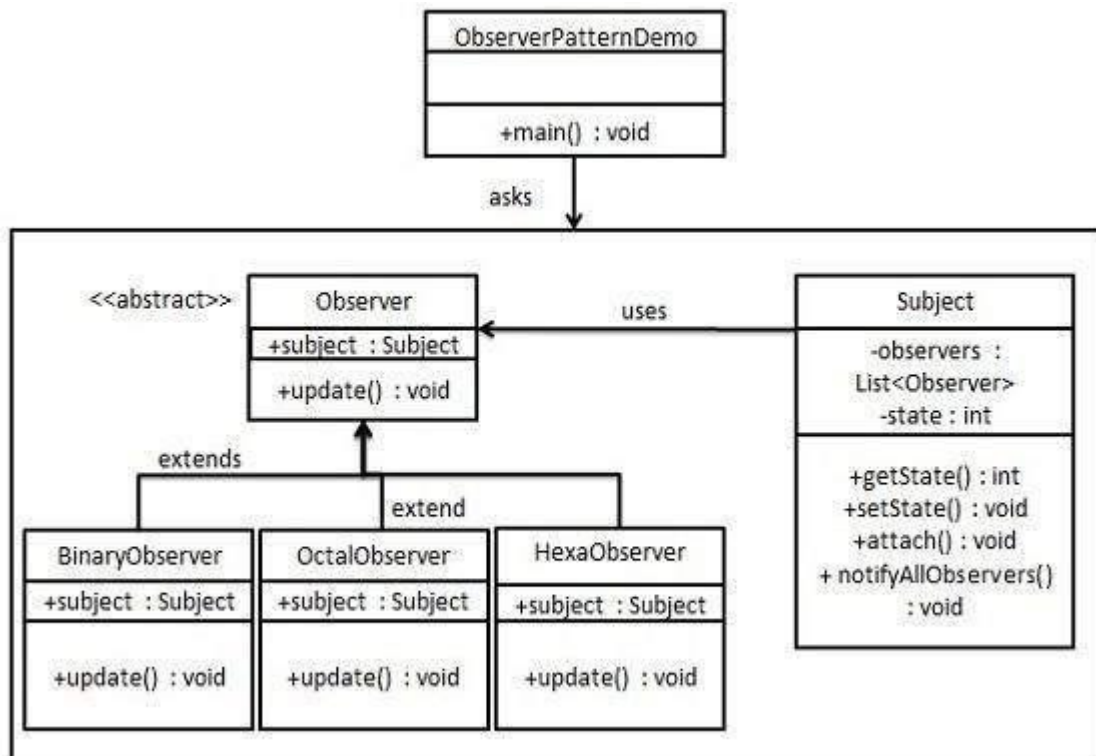 ObserverPatternDemo
+main() : void
asks
<<abstract>>
Observer
+subject : Subject
+update() : void
uses
Subject
-observers :
List<Observer>
-state : int
+getState() : int
+setState() : void
+attach() : void
+ notifyAllObservers()
: void
extends
extend
BinaryObserver
+subject : Subject
+update() : void
OctalObserver
+subject : Subject
+update() : void
HexaObserver
+subject : Subject
+update() : void